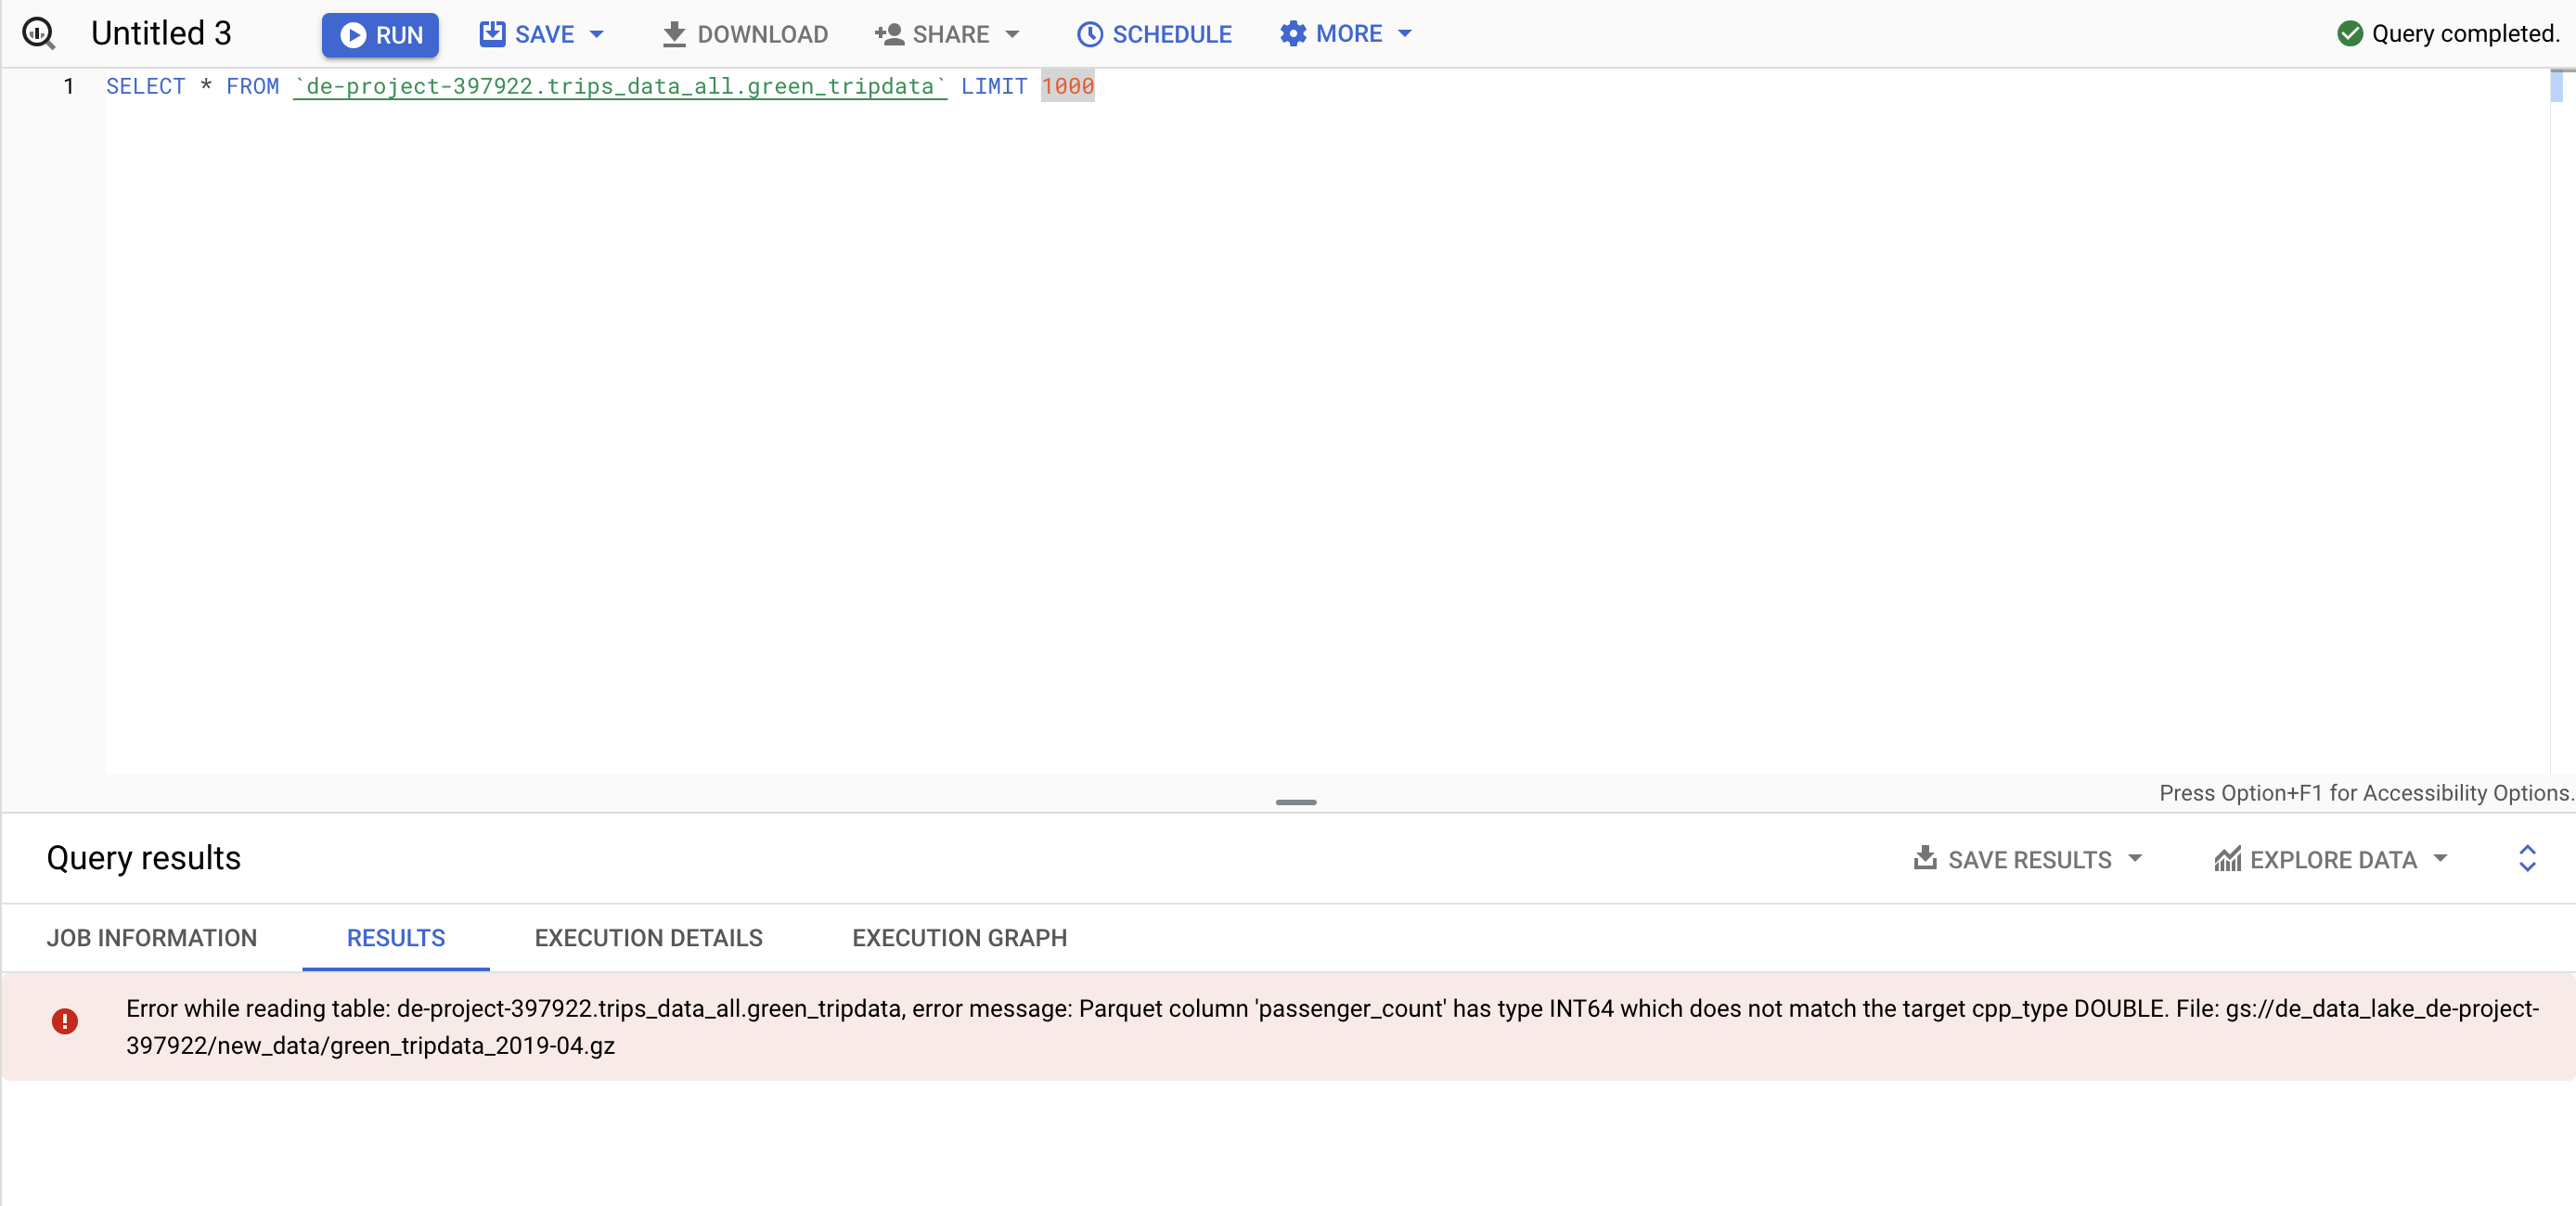 Untitled 3 RUN SAVE DOWNLOAD SHARE SCHEDULE MORE Query completed.
1 SELECT * FROM `de-project-397922.trips_data_all.green_tripdata` LIMIT 1000
Press Option+F1 for Accessibility Options.
Query results SAVE RESULTS EXPLORE DATA
JOB INFORMATION RESULTS EXECUTION DETAILS EXECUTION GRAPH
Error while reading table: de-project-397922.trips_data_all.green_tripdata, error message: Parquet column 'passenger_count' has type INT64 which does not match the target cpp_type DOUBLE. File: gs://de_data_lake_de-project-
397922/new_data/green_tripdata_2019-04.gz